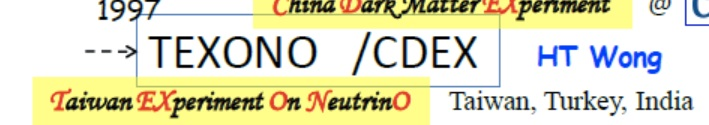 1997 China Dark Matter EXperiment @
---> TEXONO /CDEX HT Wong
Taiwan EXperiment On NeutrinO Taiwan, Turkey, India